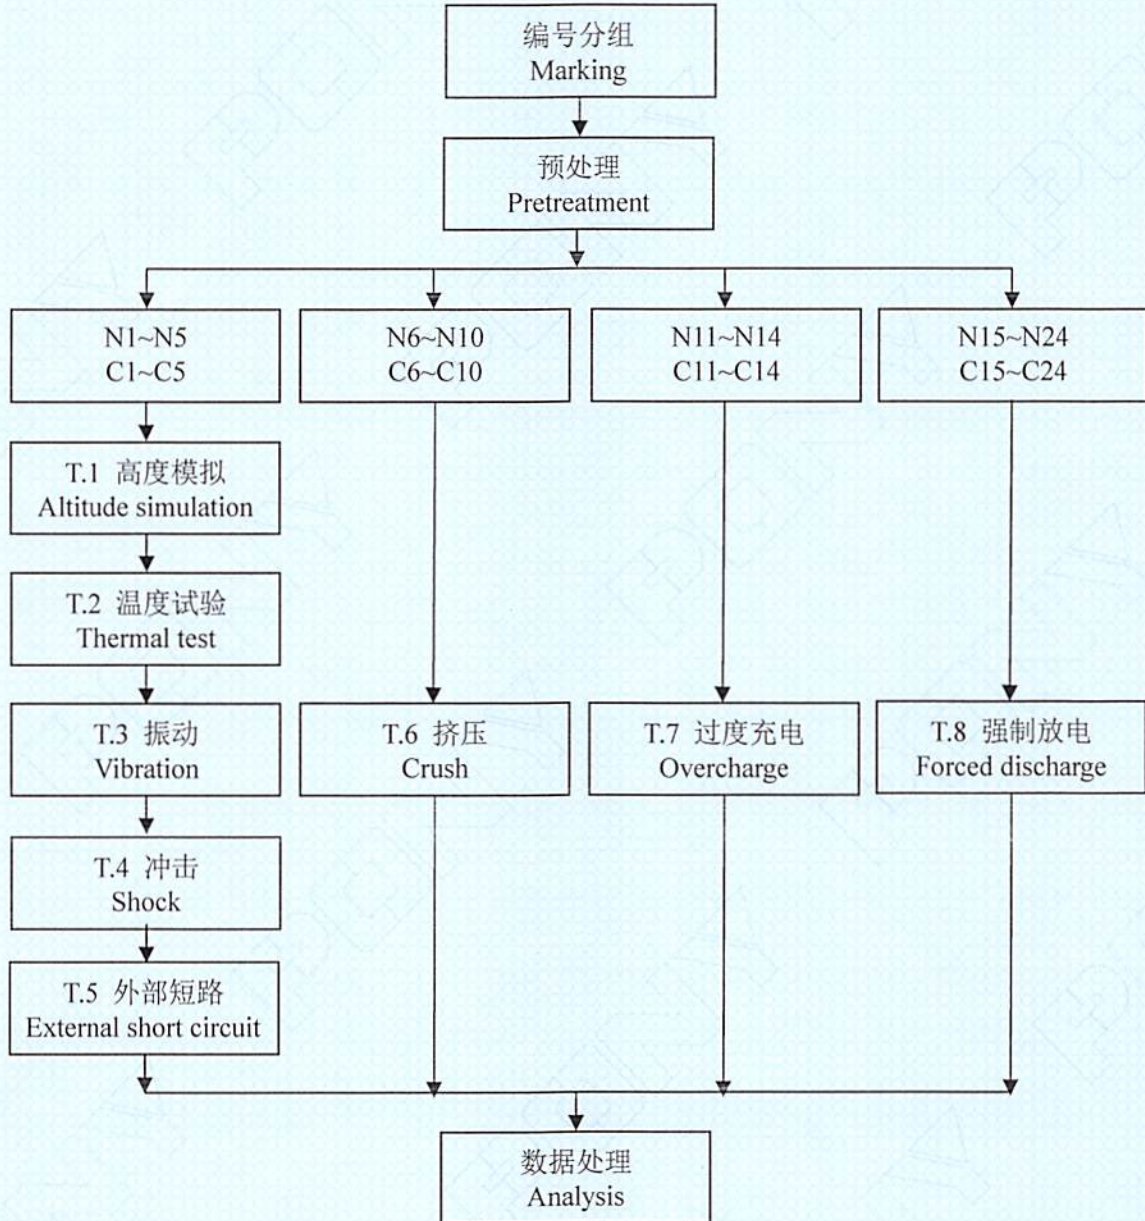 编号分组
Marking
预处理
Pretreatment
N1~N5
C1~C5
N6~N10
C6~C10
N11~N14
C11~C14
N15~N24
C15~C24
T.1 高度模拟
Altitude simulation
T.2 温度试验
Thermal test
T.3 振动
Vibration
T.6 挤压
Crush
T.7 过度充电
Overcharge
T.8 强制放电
Forced discharge
T.4 冲击
Shock
T.5 外部短路
External short circuit
数据处理
Analysis